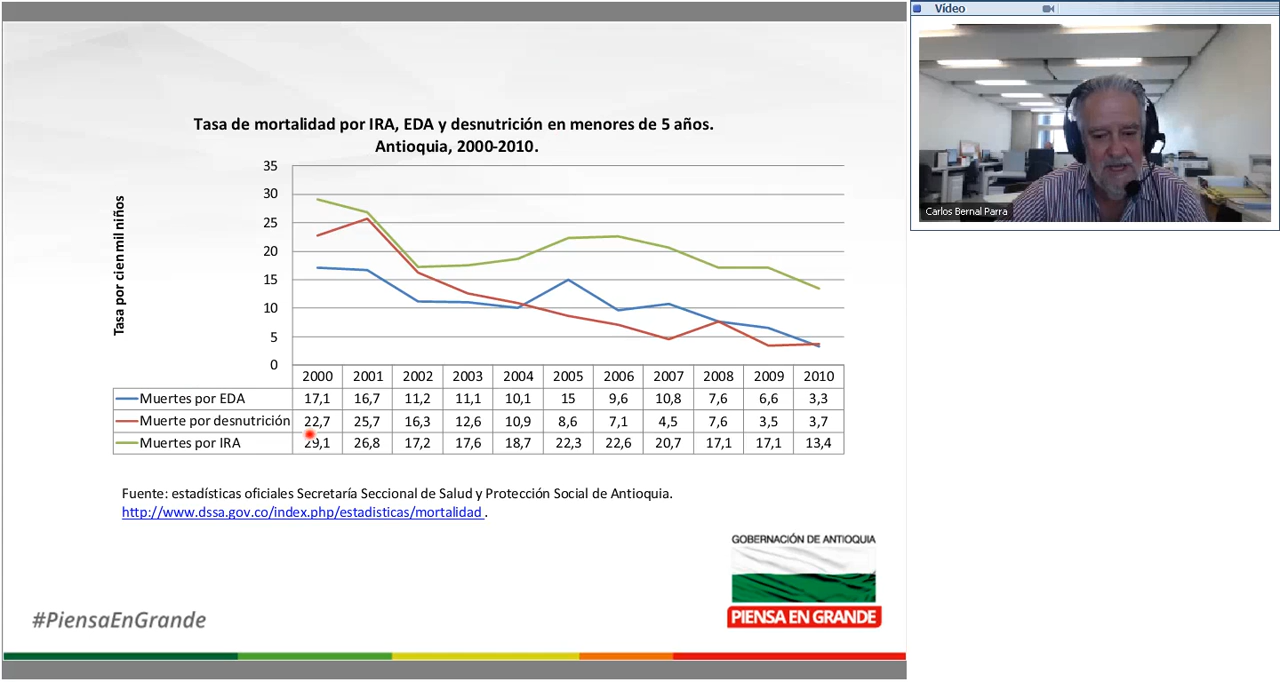 Tasa de mortalidad por IRA, EDA y desnutrición en menores de 5 años.
Antioquia, 2000-2010.
Tasa por cien mil niños
35
30
25
20
15
10
5
0
2000 2001 2002 2003 2004 2005 2006 2007 2008 2009 2010
Muertes por EDA 17,1 16,7 11,2 11,1 10,1 15 9,6 10,8 7,6 6,6 3,3
Muerte por desnutrición 22,7 25,7 16,3 12,6 10,9 8,6 7,1 4,5 7,6 3,5 3,7
Muertes por IRA 29,1 26,8 17,2 17,6 18,7 22,3 22,6 20,7 17,1 17,1 13,4
Fuente: estadísticas oficiales Secretaría Seccional de Salud y Protección Social de Antioquia.
http://www.dssa.gov.co/index.php/estadisticas/mortalidad .
GOBERNACIÓN DE ANTIOQUIA
PIENSA EN GRANDE
#PiensaEnGrande
Vídeo
Carlos Bernal Parra